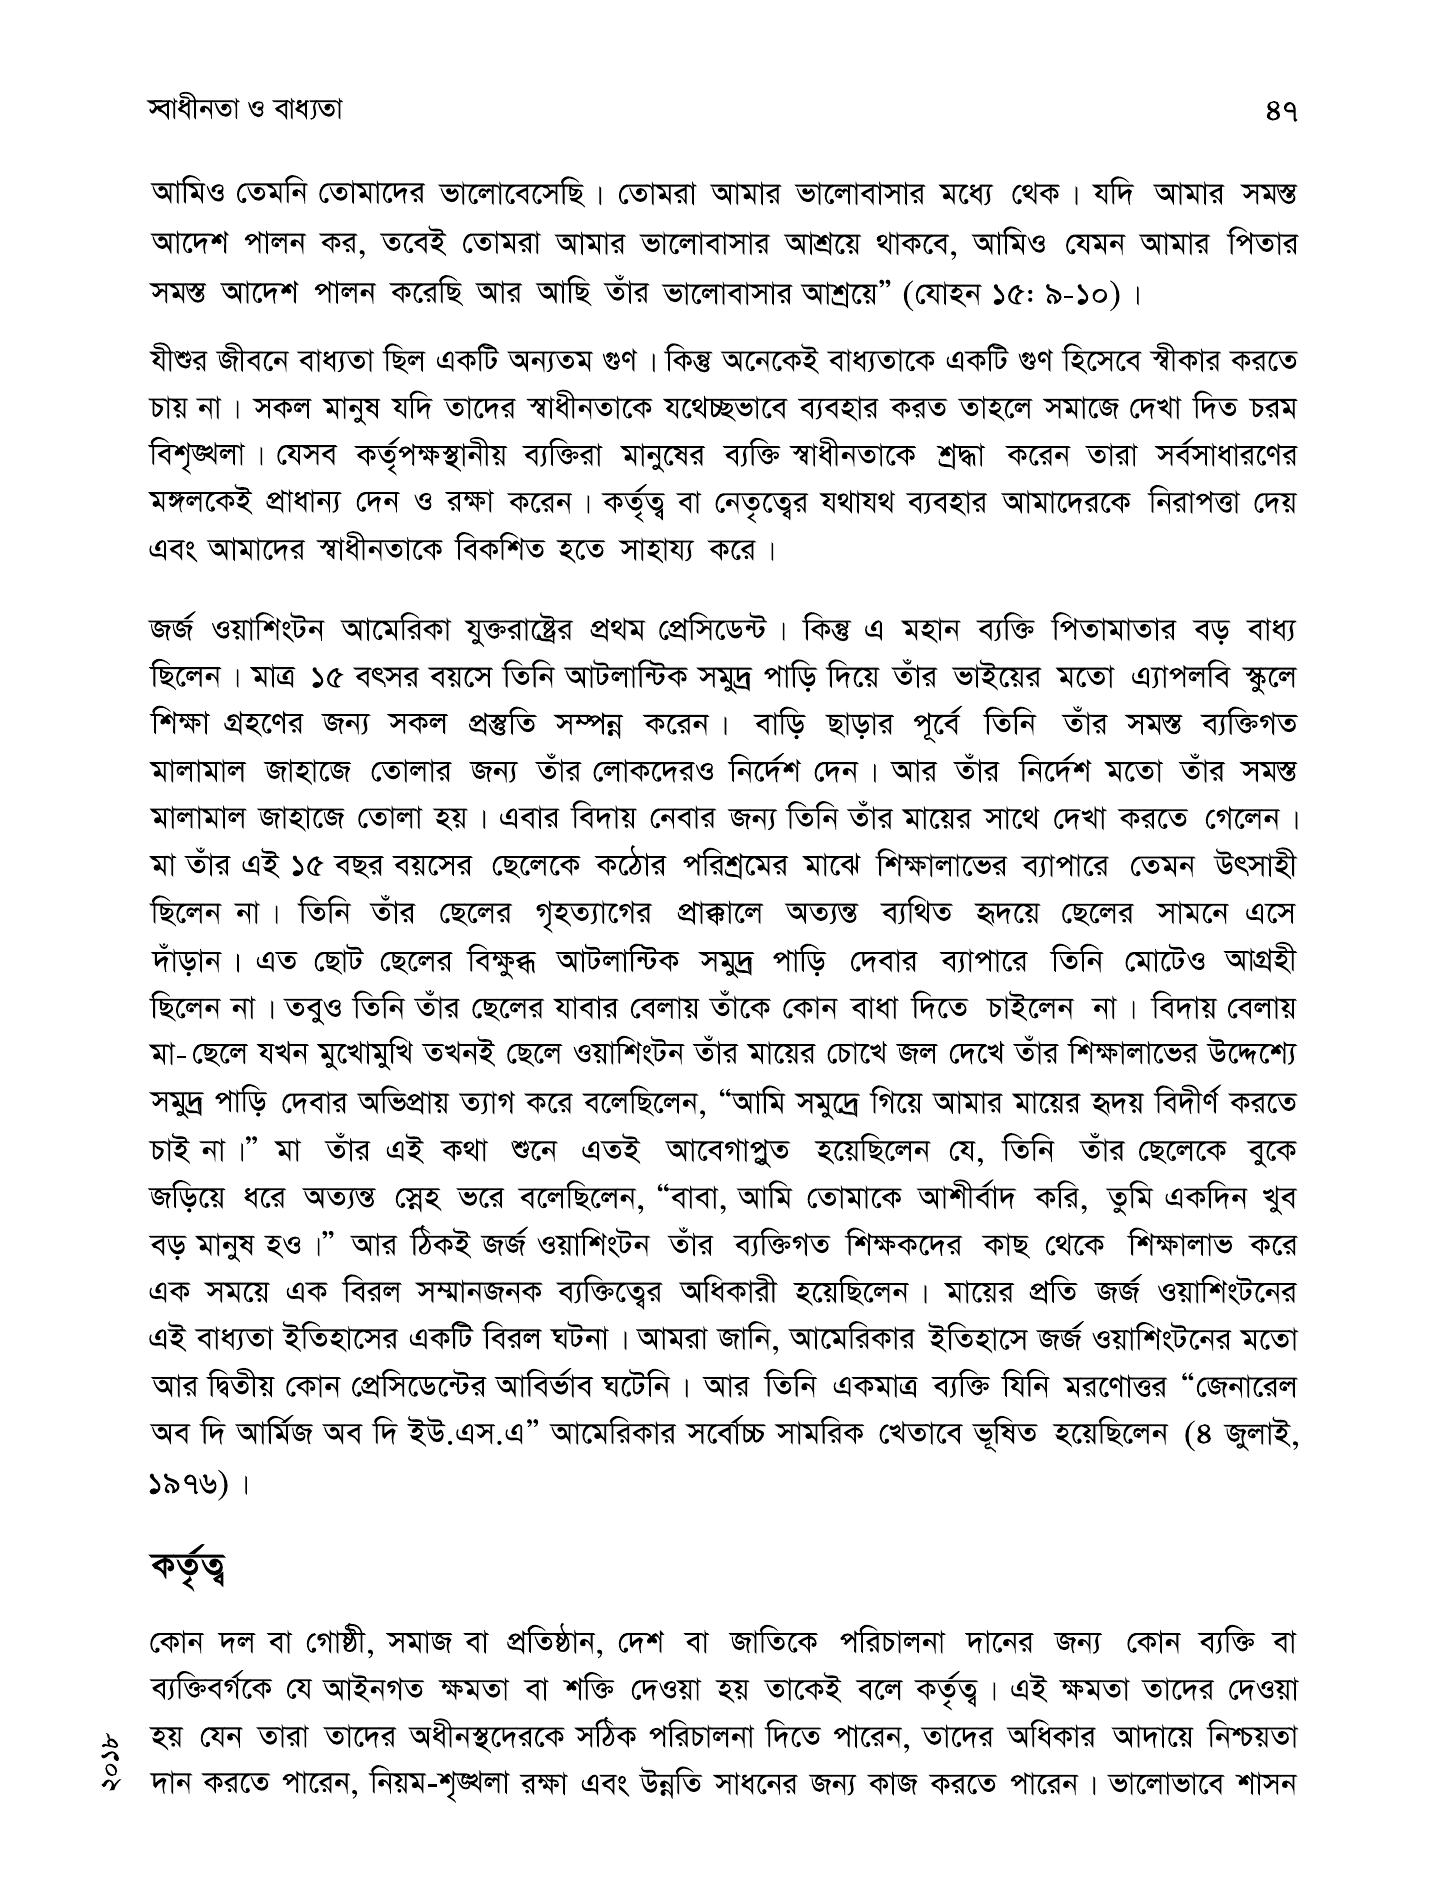 স্বাধীনতা ও বাধ্যতা
৪৭
আমিও তেমনি তোমাদের ভালোবেসেছি। তোমরা আমার ভালোবাসার মধ্যে থেক। যদি আমার সমস্ত
আদেশ পালন কর, তবেই তোমরা আমার ভালোবাসার আশ্রয়ে থাকবে, আমিও যেমন আমার পিতার
সমস্ত আদেশ পালন করেছি আর আছি তাঁর ভালোবাসার আশ্রয়ে” (যোহন ১৫: ৯-১০)।
যীশুর জীবনে বাধ্যতা ছিল একটি অন্যতম গুণ। কিন্তু অনেকেই বাধ্যতাকে একটি গুণ হিসেবে স্বীকার করতে
চায় না। সকল মানুষ যদি তাদের স্বাধীনতাকে যথেচ্ছভাবে ব্যবহার করত তাহলে সমাজে দেখা দিত চরম
বিশৃঙ্খলা। যেসব কর্তৃপক্ষস্থানীয় ব্যক্তিরা মানুষের ব্যক্তি স্বাধীনতাকে শ্রদ্ধা করেন তারা সর্বসাধারণের
মঙ্গলকেই প্রাধান্য দেন ও রক্ষা করেন। কর্তৃত্ব বা নেতৃত্বের যথাযথ ব্যবহার আমাদেরকে নিরাপত্তা দেয়
এবং আমাদের স্বাধীনতাকে বিকশিত হতে সাহায্য করে।
জর্জ ওয়াশিংটন আমেরিকা যুক্তরাষ্ট্রের প্রথম প্রেসিডেন্ট। কিন্তু এ মহান ব্যক্তি পিতামাতার বড় বাধ্য
ছিলেন। মাত্র ১৫ বৎসর বয়সে তিনি আটলান্টিক সমুদ্র পাড়ি দিয়ে তাঁর ভাইয়ের মতো এ্যাপলবি স্কুলে
শিক্ষা গ্রহণের জন্য সকল প্রস্তুতি সম্পন্ন করেন। বাড়ি ছাড়ার পূর্বে তিনি তাঁর সমস্ত ব্যক্তিগত
মালামাল জাহাজে তোলার জন্য তাঁর লোকদেরও নির্দেশ দেন। আর তাঁর নির্দেশ মতো তাঁর সমস্ত
মালামাল জাহাজে তোলা হয়। এবার বিদায় নেবার জন্য তিনি তাঁর মায়ের সাথে দেখা করতে গেলেন।
মা তাঁর এই ১৫ বছর বয়সের ছেলেকে কঠোর পরিশ্রমের মাঝে শিক্ষালাভের ব্যাপারে তেমন উৎসাহী
ছিলেন না। তিনি তাঁর ছেলের গৃহত্যাগের প্রাক্কালে অত্যন্ত ব্যথিত হৃদয়ে ছেলের সামনে এসে
দাঁড়ান। এত ছোট ছেলের বিক্ষুব্ধ আটলান্টিক সমুদ্র পাড়ি দেবার ব্যাপারে তিনি মোটেও আগ্রহী
ছিলেন না। তবুও তিনি তাঁর ছেলের যাবার বেলায় তাঁকে কোন বাধা দিতে চাইলেন না। বিদায় বেলায়
মা-ছেলে যখন মুখোমুখি তখনই ছেলে ওয়াশিংটন তাঁর মায়ের চোখে জল দেখে তাঁর শিক্ষালাভের উদ্দেশ্যে
সমুদ্র পাড়ি দেবার অভিপ্রায় ত্যাগ করে বলেছিলেন, “আমি সমুদ্রে গিয়ে আমার মায়ের হৃদয় বিদীর্ণ করতে
চাই না।” মা তাঁর এই কথা শুনে এতই আবেগাপ্লুত হয়েছিলেন যে, তিনি তাঁর ছেলেকে বুকে
জড়িয়ে ধরে অত্যন্ত স্নেহ ভরে বলেছিলেন, “বাবা, আমি তোমাকে আশীর্বাদ করি, তুমি একদিন খুব
বড় মানুষ হও।” আর ঠিকই জর্জ ওয়াশিংটন তাঁর ব্যক্তিগত শিক্ষকদের কাছ থেকে শিক্ষালাভ করে
এক সময়ে এক বিরল সম্মানজনক ব্যক্তিত্বের অধিকারী হয়েছিলেন। মায়ের প্রতি জর্জ ওয়াশিংটনের
এই বাধ্যতা ইতিহাসের একটি বিরল ঘটনা। আমরা জানি, আমেরিকার ইতিহাসে জর্জ ওয়াশিংটনের মতো
আর দ্বিতীয় কোন প্রেসিডেন্টের আবির্ভাব ঘটেনি। আর তিনি একমাত্র ব্যক্তি যিনি মরণোত্তর “জেনারেল
অব দি আর্মিজ অব দি ইউ.এস.এ” আমেরিকার সর্বোচ্চ সামরিক খেতাবে ভূষিত হয়েছিলেন (৪ জুলাই,
১৯৭৬)।
কর্তৃত্ব
কোন দল বা গোষ্ঠী, সমাজ বা প্রতিষ্ঠান, দেশ বা জাতিকে পরিচালনা দানের জন্য কোন ব্যক্তি বা
ব্যক্তিবর্গকে যে আইনগত ক্ষমতা বা শক্তি দেওয়া হয় তাকেই বলে কর্তৃত্ব। এই ক্ষমতা তাদের দেওয়া
হয় যেন তারা তাদের অধীনস্থদেরকে সঠিক পরিচালনা দিতে পারেন, তাদের অধিকার আদায়ে নিশ্চয়তা
দান করতে পারেন, নিয়ম-শৃঙ্খলা রক্ষা এবং উন্নতি সাধনের জন্য কাজ করতে পারেন। ভালোভাবে শাসন
২০১৮